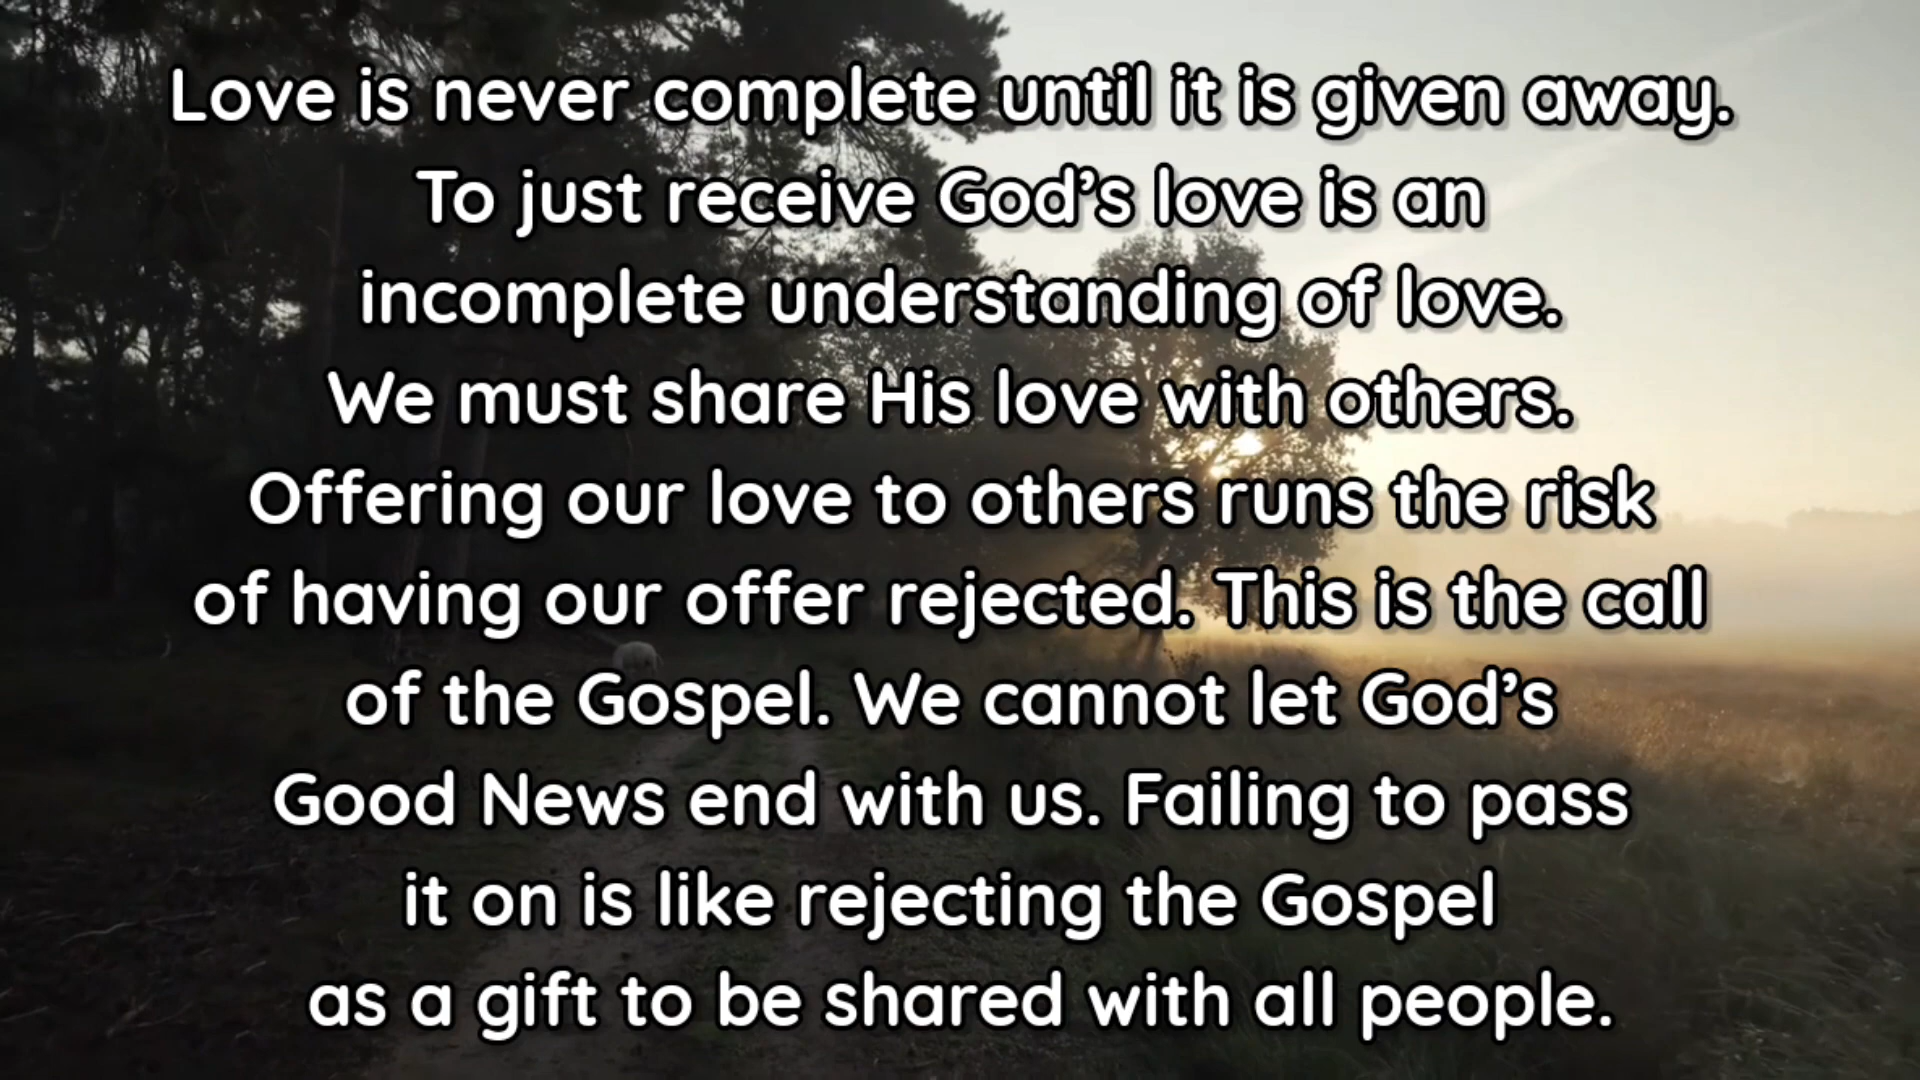 Love is never complete until it is given away.
To just receive God’s love is an
incomplete understanding of love.
We must share His love with others.
Offering our love to others runs the risk
of having our offer rejected. This is the call
of the Gospel. We cannot let God’s
Good News end with us. Failing to pass
it on is like rejecting the Gospel
as a gift to be shared with all people.